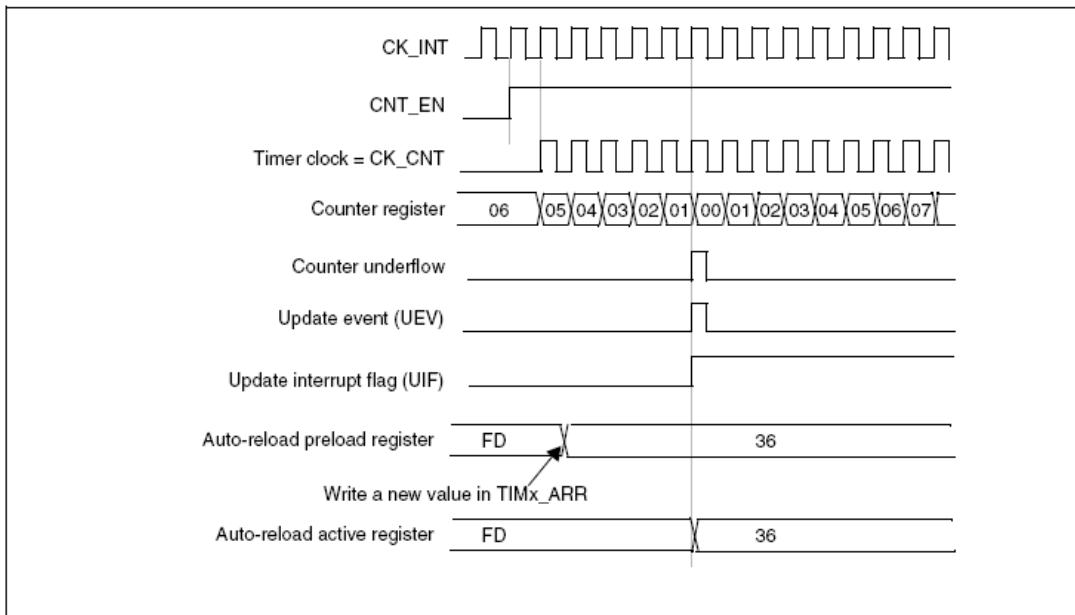 CK_INT
CNT_EN
Timer clock = CK_CNT
Counter register 06 05 04 03 02 01 00 01 02 03 04 05 06 07
Counter underflow
Update event (UEV)
Update interrupt flag (UIF)
Auto-reload preload register FD 36
Write a new value in TIMx_ARR
Auto-reload active register FD 36